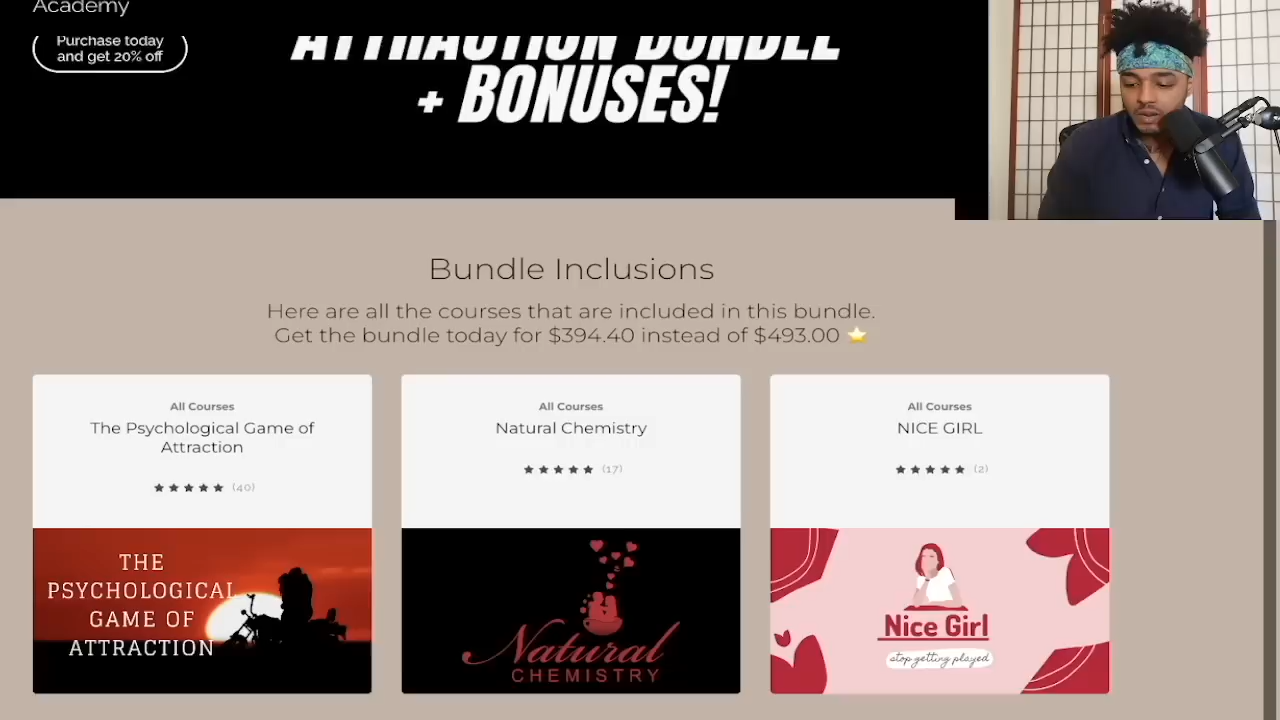 Academy
Purchase today
and get 20% off
ATTRACTION BUNDLE
+ BONUSES!
Bundle Inclusions
Here are all the courses that are included in this bundle.
Get the bundle today for $394.40 instead of $493.00 ⭐
All Courses
The Psychological Game of
Attraction
★★★★★ (40)
THE
PSYCHOLOGICAL
GAME OF
ATTRACTION
All Courses
Natural Chemistry
★★★★★ (17)
Natural
CHEMISTRY
All Courses
NICE GIRL
★★★★★ (2)
Nice Girl
stop getting played